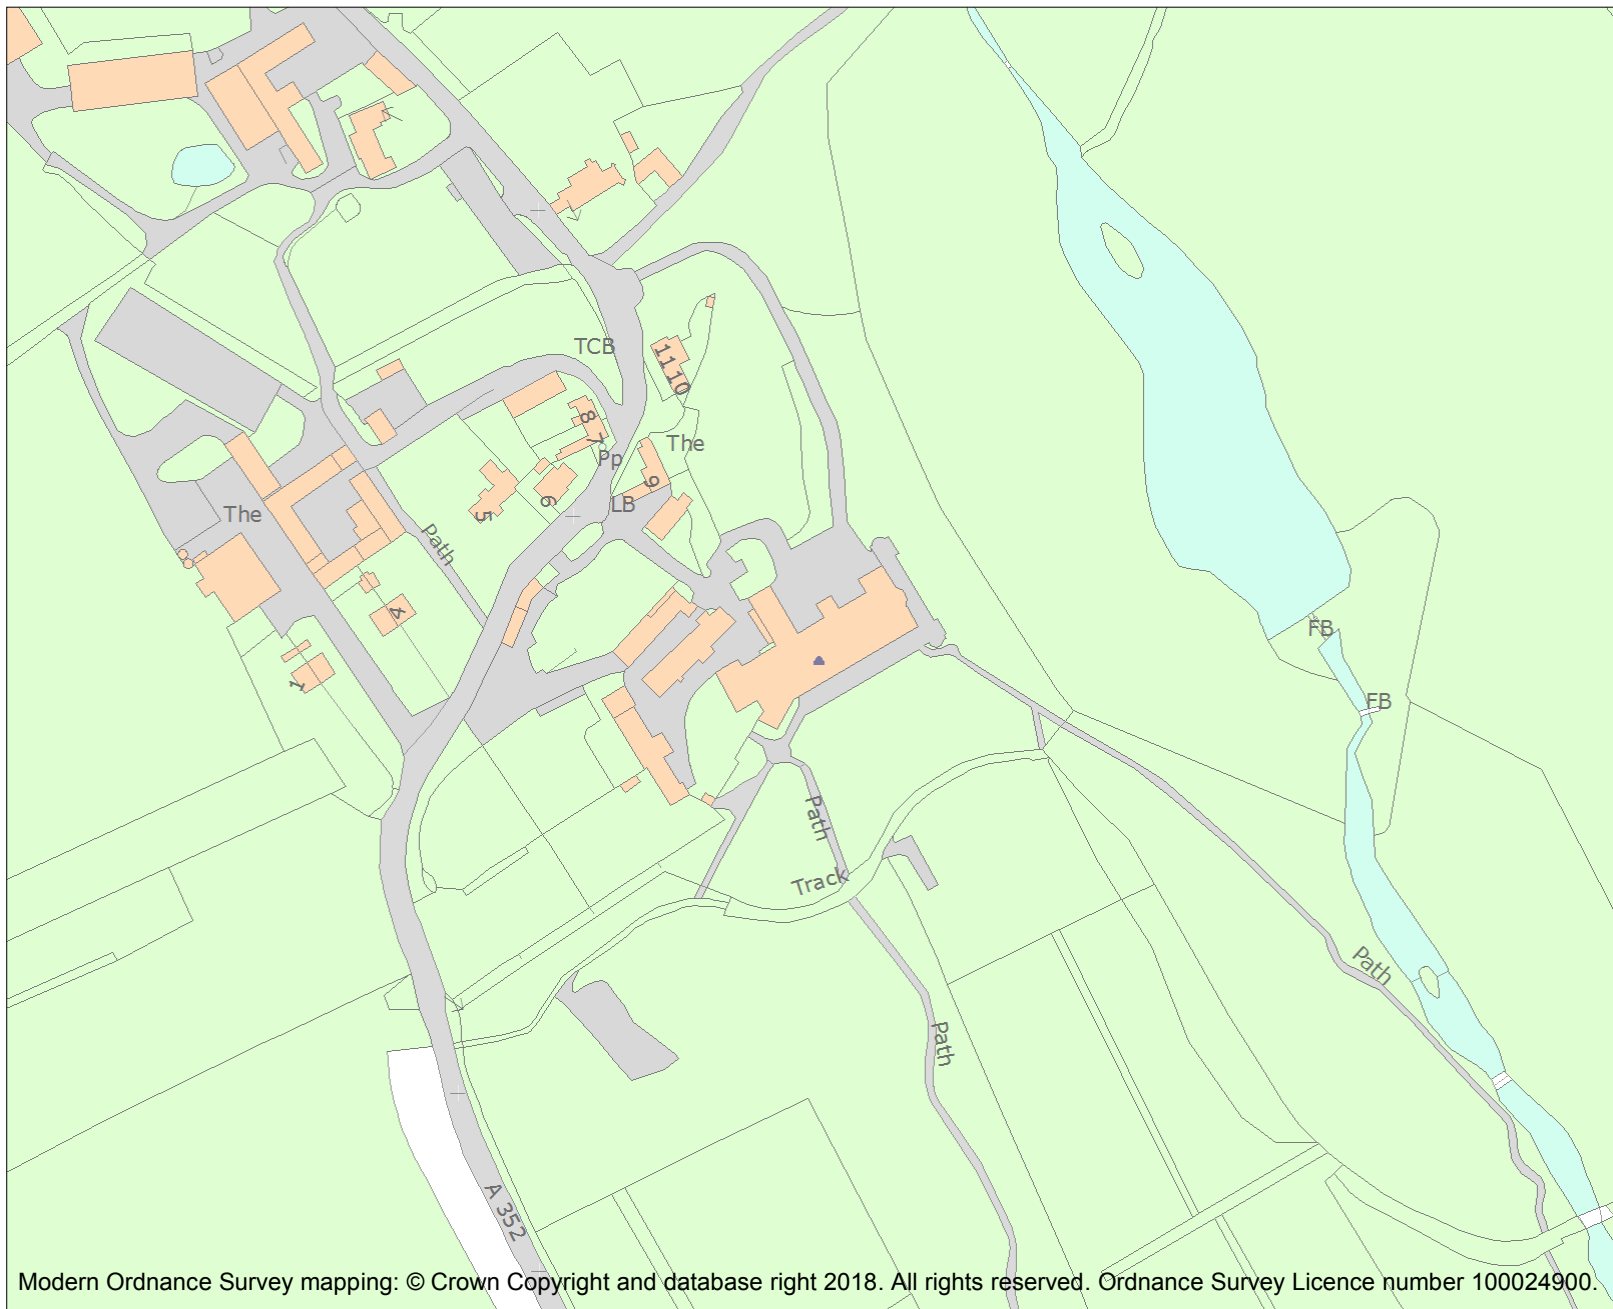 TCB
11
10
8
7
The
Pp
9
6
LB
5
The
Path
4
1
FB
FB
Path
Track
Path
Path
A 352
Modern Ordnance Survey mapping: © Crown Copyright and database right 2018. All rights reserved. Ordnance Survey Licence number 100024900.